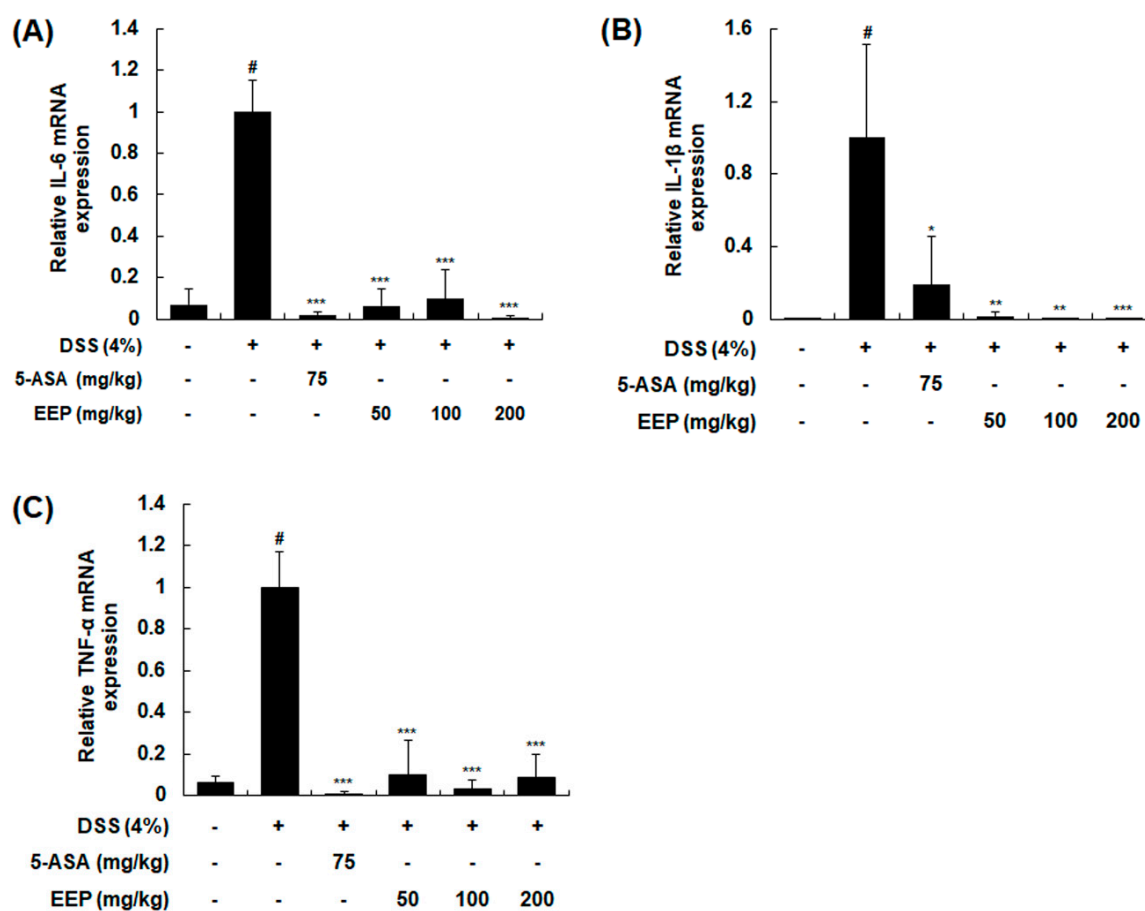 (A)
Relative IL-6 mRNA
expression
1.4
1.2
1
0.8
0.6
0.4
0.2
0
#
***
***
***
***
DSS (4%) - + + + + +
5-ASA (mg/kg) - - 75 - - -
EEP (mg/kg) - - - 50 100 200
(B)
Relative IL-1β mRNA
expression
1.6
1.2
0.8
0.4
0
#
*
**
**
***
DSS (4%) - + + + + +
5-ASA (mg/kg) - - 75 - - -
EEP (mg/kg) - - - 50 100 200
(C)
Relative TNF-α mRNA
expression
1.4
1.2
1
0.8
0.6
0.4
0.2
0
#
***
***
***
***
DSS (4%) - + + + + +
5-ASA (mg/kg) - - 75 - - -
EEP (mg/kg) - - - 50 100 200